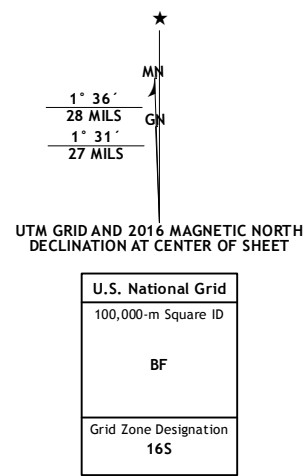 ★
MN
1° 36´
28 MILS
GN
1° 31´
27 MILS
UTM GRID AND 2016 MAGNETIC NORTH
DECLINATION AT CENTER OF SHEET
U.S. National Grid
100,000-m Square ID
BF
Grid Zone Designation
16S